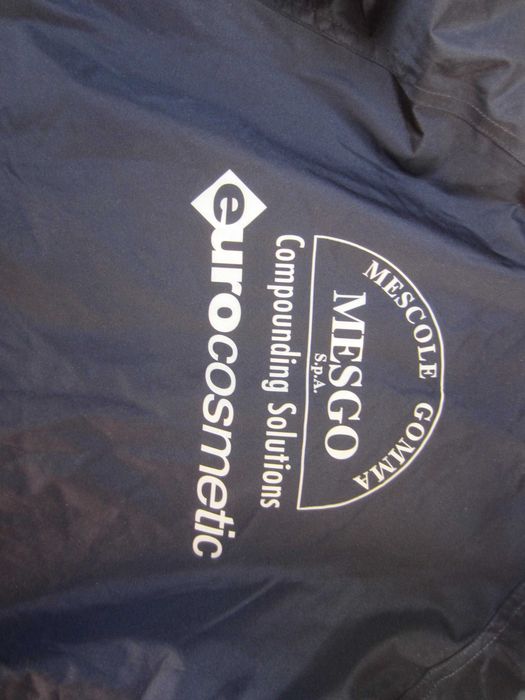 MESCOLE GOMMA
MESGO
S.p.A.
Compounding Solutions
eurocosmetic